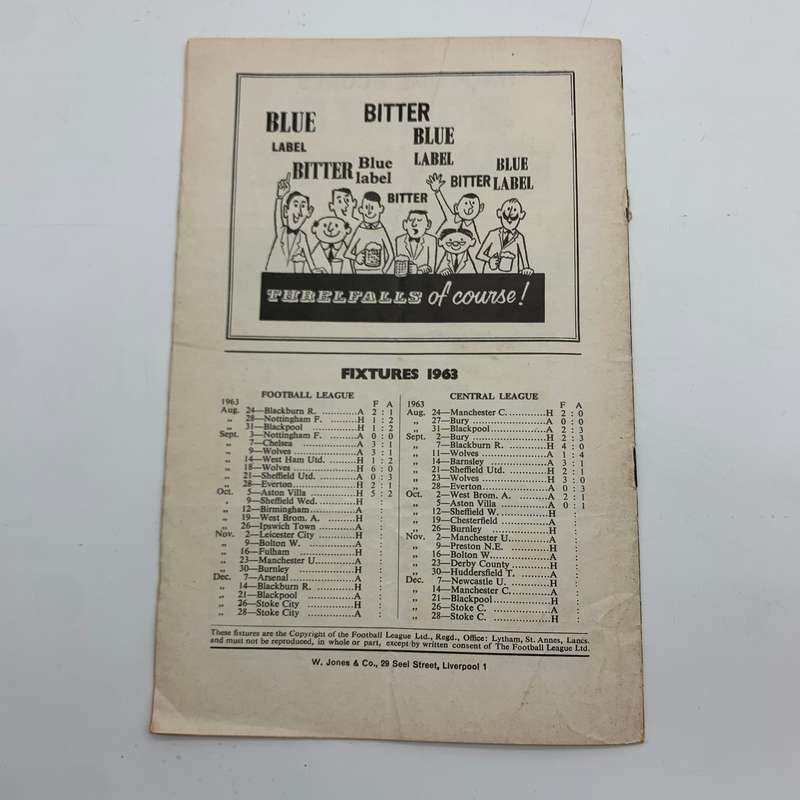 BITTER
BLUE
LABEL
BLUE
LABEL
BITTER
Blue
label
BLUE
LABEL
BITTER
BITTER
THRELFALLS of course!
FIXTURES 1963
FOOTBALL LEAGUE
1963 F A
Aug. 24—Blackburn R. ............A 2 : 1
„ 28—Nottingham F. .........H 1 : 2
„ 31—Blackpool ...............H 1 : 2
Sept. 3—Nottingham F. .........A 0 : 0
„ 7—Chelsea ..................A 3 : 1
„ 9—Wolves ..................A 3 : 1
„ 14—West Ham Utd. .........H 1 : 2
„ 18—Wolves ..................H 6 : 0
„ 21—Sheffield Utd. .........A 0 : 3
„ 28—Everton ..................H 2 : 1
Oct. 5—Aston Villa ............H 5 : 2
„ 9—Sheffield Wed. .........H :
„ 12—Birmingham ............A :
„ 19—West Brom. A. .........H :
„ 26—Ipswich Town .........A :
Nov. 2—Leicester City .........H :
„ 9—Bolton W. ...............A :
„ 16—Fulham ..................H :
„ 23—Manchester U. .........A :
„ 30—Burnley ..................H :
Dec. 7—Arsenal ..................A :
„ 14—Blackburn R. ............H :
„ 21—Blackpool ...............A :
„ 26—Stoke City ...............H :
„ 28—Stoke City ...............A :
CENTRAL LEAGUE
1963 F A
Aug. 24—Manchester C. .........H 2 : 0
„ 27—Bury .....................A 0 : 0
„ 31—Blackpool ...............A 2 : 3
Sept. 2—Bury .....................H 2 : 3
„ 7—Blackburn R. ............H 4 : 0
„ 11—Wolves ..................A 1 : 4
„ 14—Barnsley ...............A 3 : 1
„ 21—Sheffield Utd. .........H 2 : 1
„ 23—Wolves ..................H 3 : 0
„ 28—Everton ..................A 0 : 3
Oct. 2—West Brom. A. .........A 2 : 1
„ 5—Aston Villa ............A 0 : 1
„ 12—Sheffield W. ............H :
„ 19—Chesterfield ............A :
„ 26—Burnley ..................H :
Nov. 2—Manchester U. .........H :
„ 9—Preston N.E. ............H :
„ 16—Bolton W. ...............A :
„ 23—Derby County .........H :
„ 30—Huddersfield T. .........A :
Dec. 7—Newcastle U. ............H :
„ 14—Manchester C. .........A :
„ 21—Blackpool ...............H :
„ 26—Stoke C. .................A :
„ 28—Stoke C. .................H :
These fixtures are the Copyright of the Football League Ltd., Regd., Office: Lytham, St. Annes, Lancs.
and must not be reproduced, in whole or part, except by written consent of The Football League Ltd.
W. Jones & Co., 29 Seel Street, Liverpool 1